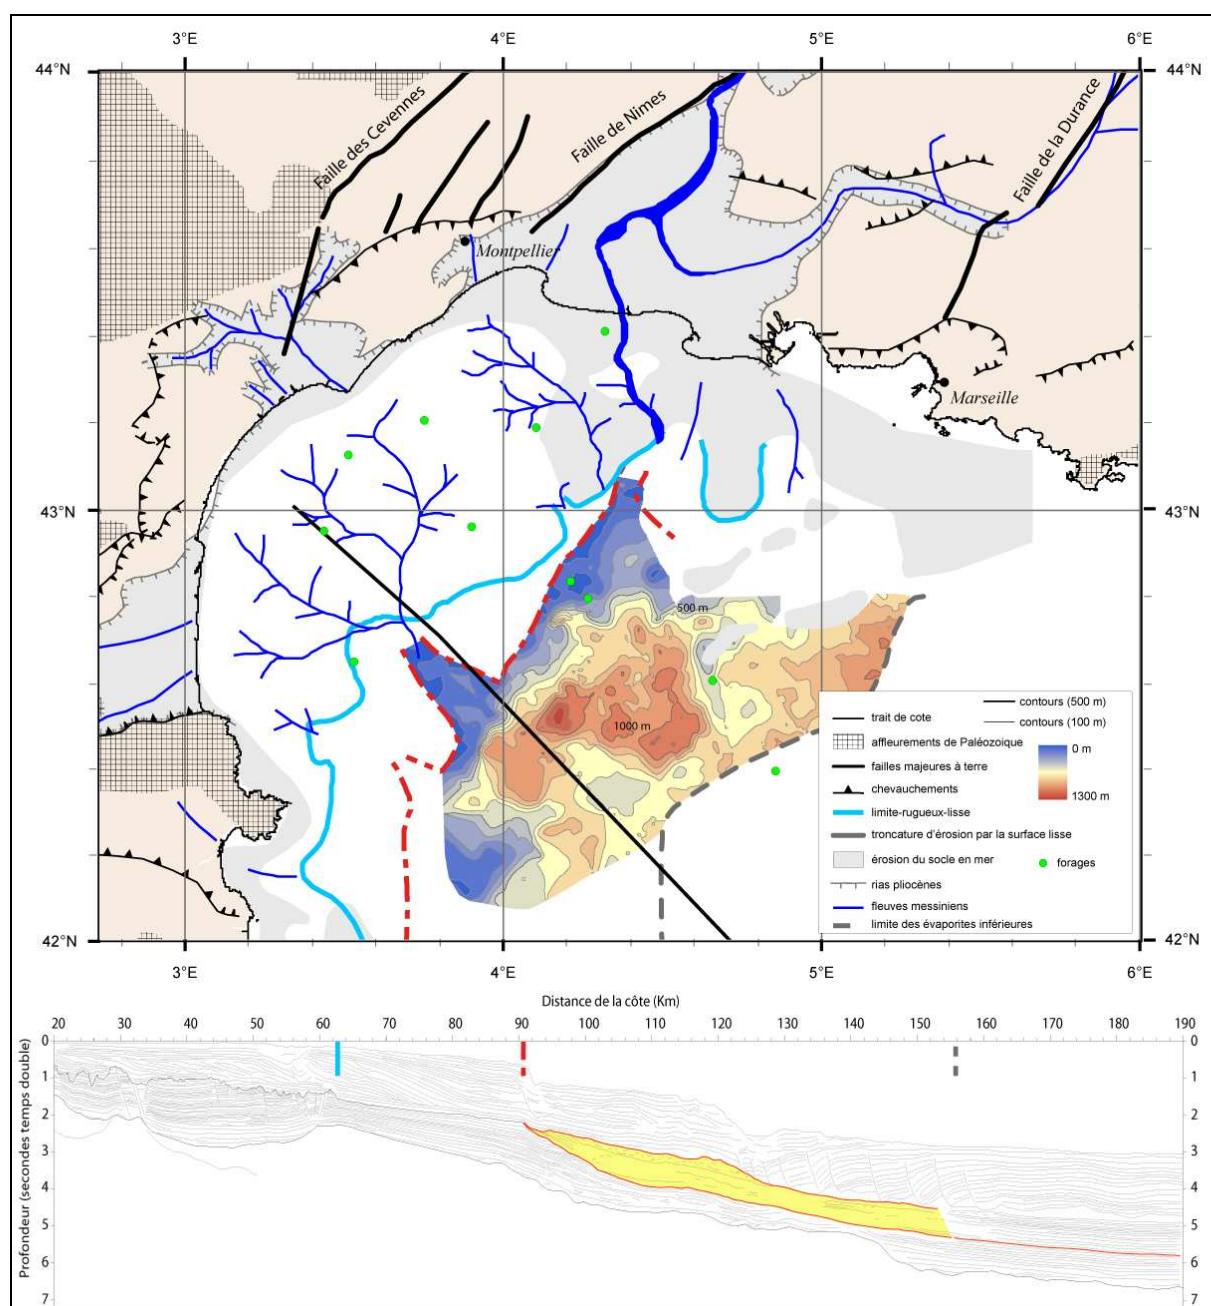 3°E 4°E 5°E 6°E
44°N 44°N
Faille des Cevennes
Faille de Nimes
Faille de la Durance
Montpellier
Marseille
43°N 43°N
500 m
1000 m
trait de cote
affleurements de Paléozoique
failles majeures à terre
chevauchements
limite-rugueux-lisse
troncature d'érosion par la surface lisse
érosion du socle en mer
rias pliocènes
fleuves messiniens
limite des évaporites inférieures
contours (500 m)
contours (100 m)
0 m
1300 m
forages
42°N 42°N
3°E 4°E 5°E 6°E
Distance de la côte (Km)
20 30 40 50 60 70 80 90 100 110 120 130 140 150 160 170 180 190
Profondeur (secondes temps double)
0 0
1 1
2 2
3 3
4 4
5 5
6 6
7 7